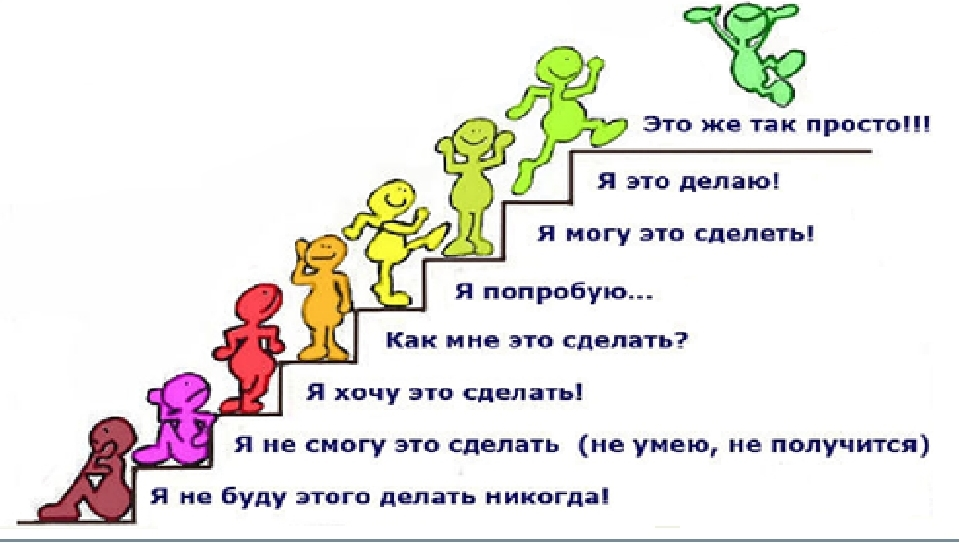 Это же так просто!!!
Я это делаю!
Я могу это сделеть!
Я попробую...
Как мне это сделать?
Я хочу это сделать!
Я не смогу это сделать (не умею, не получится)
Я не буду этого делать никогда!